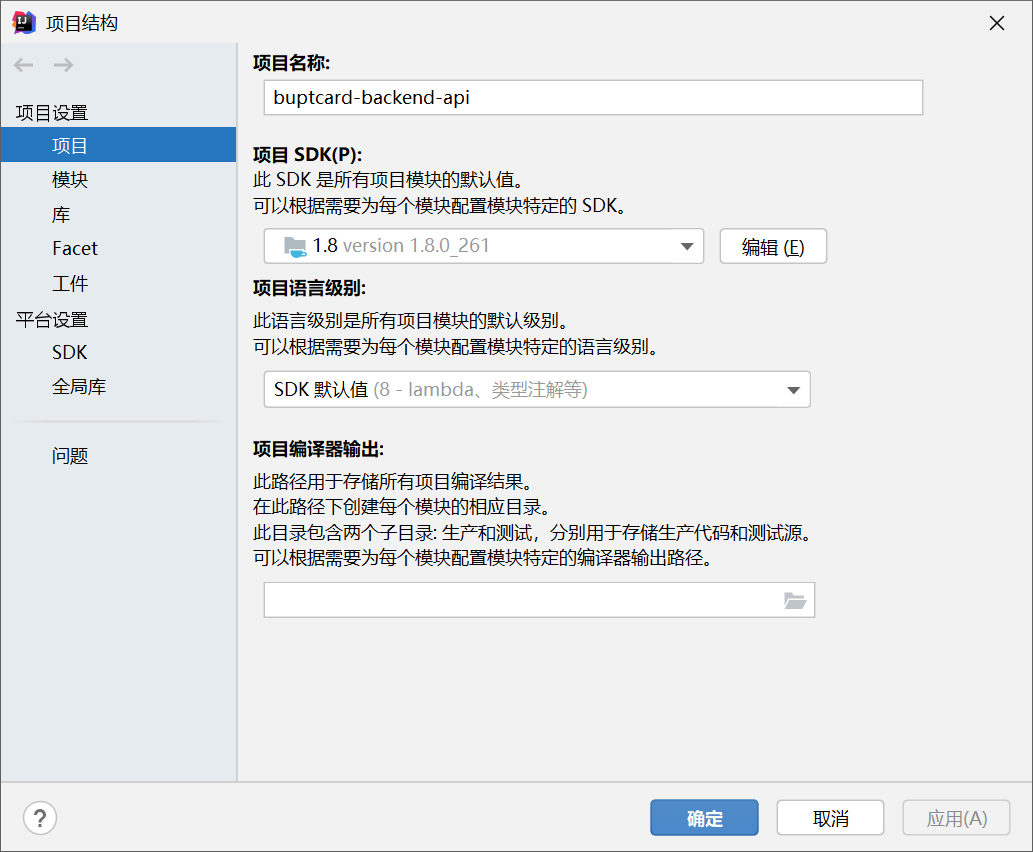 项目结构
项目设置
项目
模块
库
Facet
工件
平台设置
SDK
全局库
问题
项目名称:
buptcard-backend-api
项目 SDK(P):
此 SDK 是所有项目模块的默认值。
可以根据需要为每个模块配置模块特定的 SDK。
1.8 version 1.8.0_261
编辑 (E)
项目语言级别:
此语言级别是所有项目模块的默认级别。
可以根据需要为每个模块配置模块特定的语言级别。
SDK 默认值 (8 - lambda、类型注解等)
项目编译器输出:
此路径用于存储所有项目编译结果。
在此路径下创建每个模块的相应目录。
此目录包含两个子目录: 生产和测试，分别用于存储生产代码和测试源。
可以根据需要为每个模块配置模块特定的编译器输出路径。
?
确定
取消
应用(A)